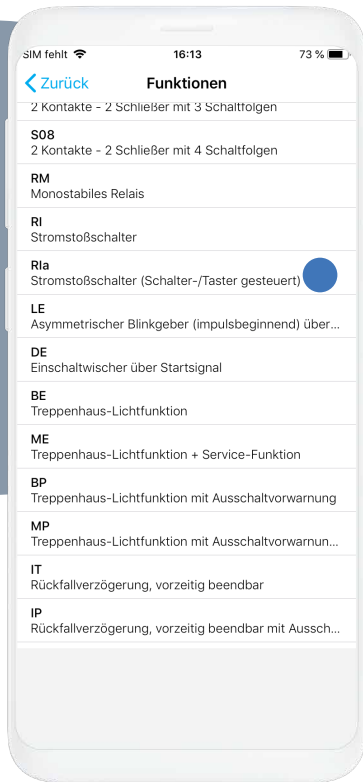 SIM fehlt 16:13 73 %
Zurück Funktionen
2 Kontakte - 2 Schließer mit 3 Schaltfolgen
S08
2 Kontakte - 2 Schließer mit 4 Schaltfolgen
RM
Monostabiles Relais
RI
Stromstoßschalter
RIa
Stromstoßschalter (Schalter-/Taster gesteuert)
LE
Asymmetrischer Blinkgeber (impulsbeginnend) über...
DE
Einschaltwischer über Startsignal
BE
Treppenhaus-Lichtfunktion
ME
Treppenhaus-Lichtfunktion + Service-Funktion
BP
Treppenhaus-Lichtfunktion mit Ausschaltvorwarnung
MP
Treppenhaus-Lichtfunktion mit Ausschaltvorwarnun...
IT
Rückfallverzögerung, vorzeitig beendbar
IP
Rückfallverzögerung, vorzeitig beendbar mit Aussch...